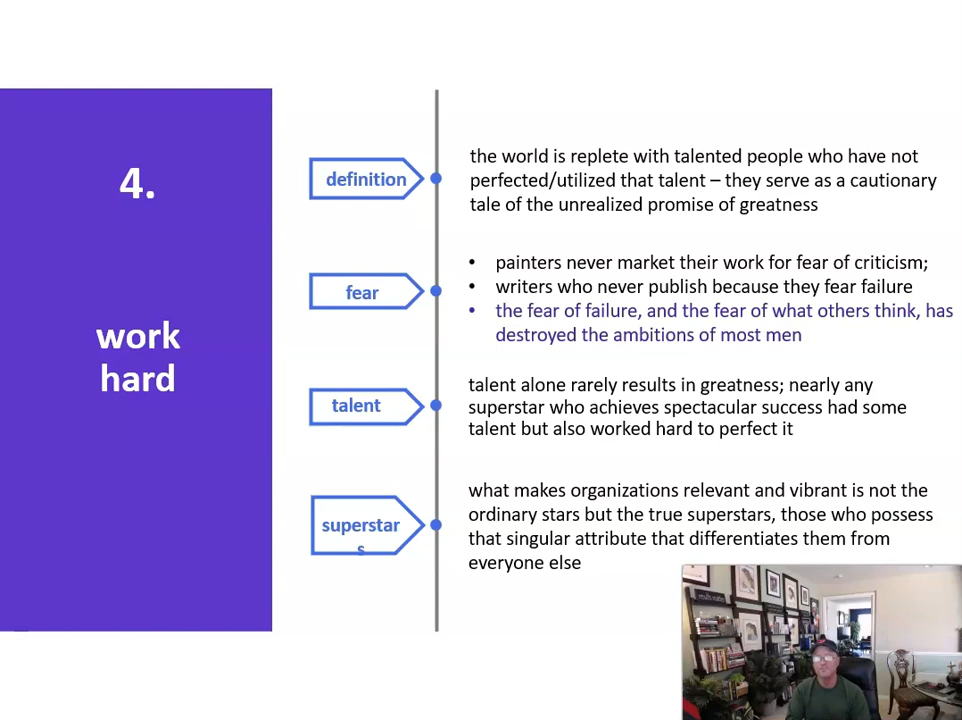 4.
work
hard
definition
the world is replete with talented people who have not
perfected/utilized that talent – they serve as a cautionary
tale of the unrealized promise of greatness
fear
• painters never market their work for fear of criticism;
• writers who never publish because they fear failure
• the fear of failure, and the fear of what others think, has
destroyed the ambitions of most men
talent
talent alone rarely results in greatness; nearly any
superstar who achieves spectacular success had some
talent but also worked hard to perfect it
superstar
s
what makes organizations relevant and vibrant is not the
ordinary stars but the true superstars, those who possess
that singular attribute that differentiates them from
everyone else